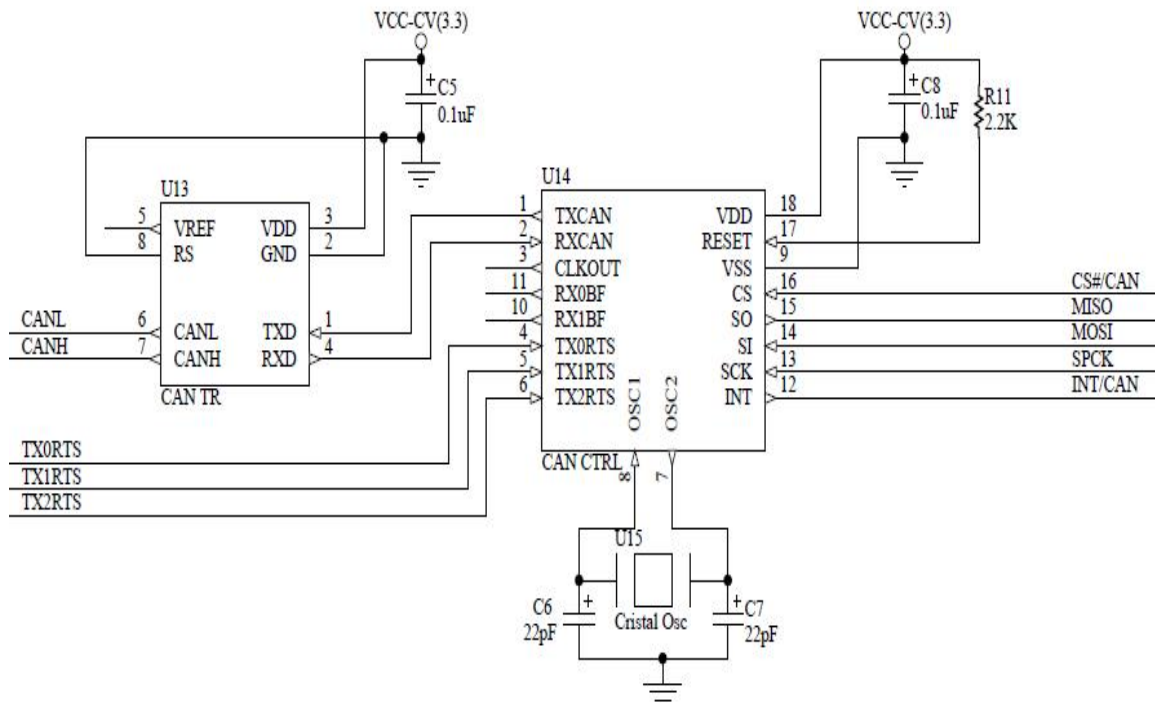 VCC-CV(3.3)
C5
0.1uF
U13
5 VREF
8 RS
VDD 3
GND 2
CANL 6 CANL
CANH 7 CANH
TXD 1
RXD 4
CAN TR
TX0RTS
TX1RTS
TX2RTS
VCC-CV(3.3)
C8
0.1uF
R11
2.2K
U14
1 TXCAN
2 RXCAN
3 CLKOUT
11 RX0BF
10 RX1BF
4 TX0RTS
5 TX1RTS
6 TX2RTS
VDD 18
RESET 17
VSS 9
CS 16 CS#/CAN
SO 15 MISO
SI 14 MOSI
SCK 13 SPCK
INT 12 INT/CAN
OSC1
OSC2
CAN CTRL
8
7
U15
C6
22pF
Cristal Osc
C7
22pF